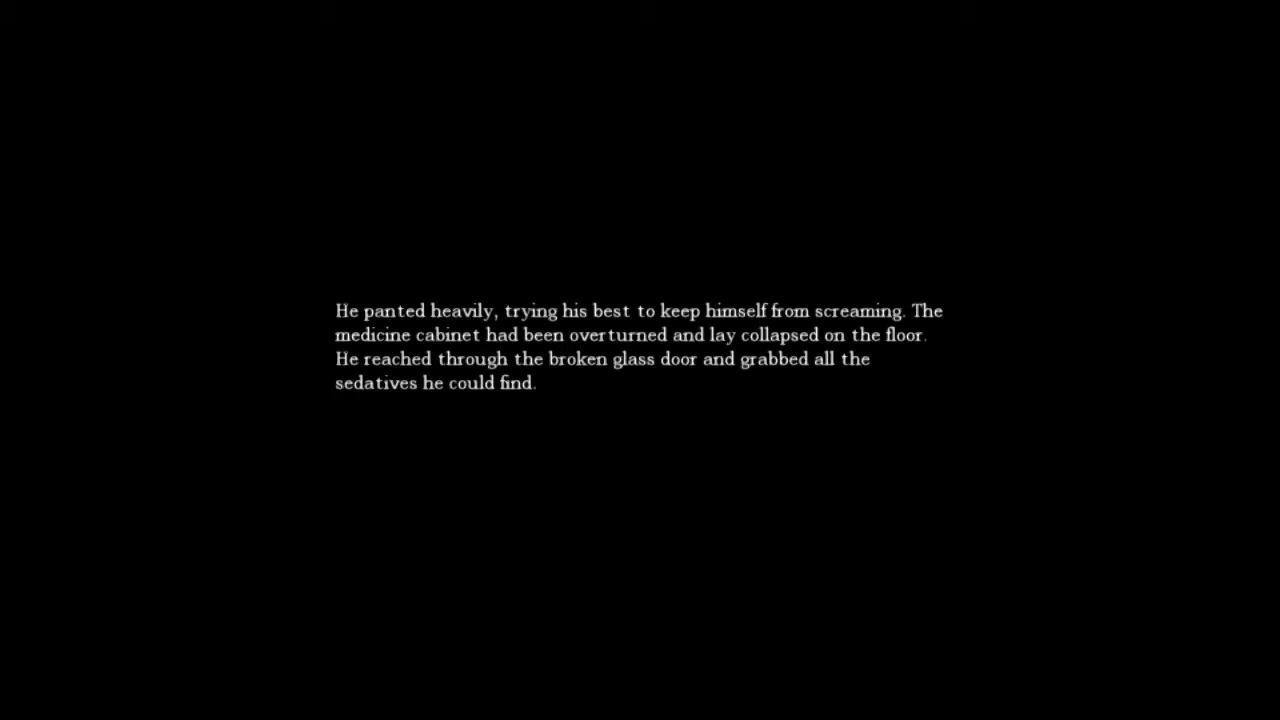 He panted heavily, trying his best to keep himself from screaming. The
medicine cabinet had been overturned and lay collapsed on the floor.
He reached through the broken glass door and grabbed all the
sedatives he could find.